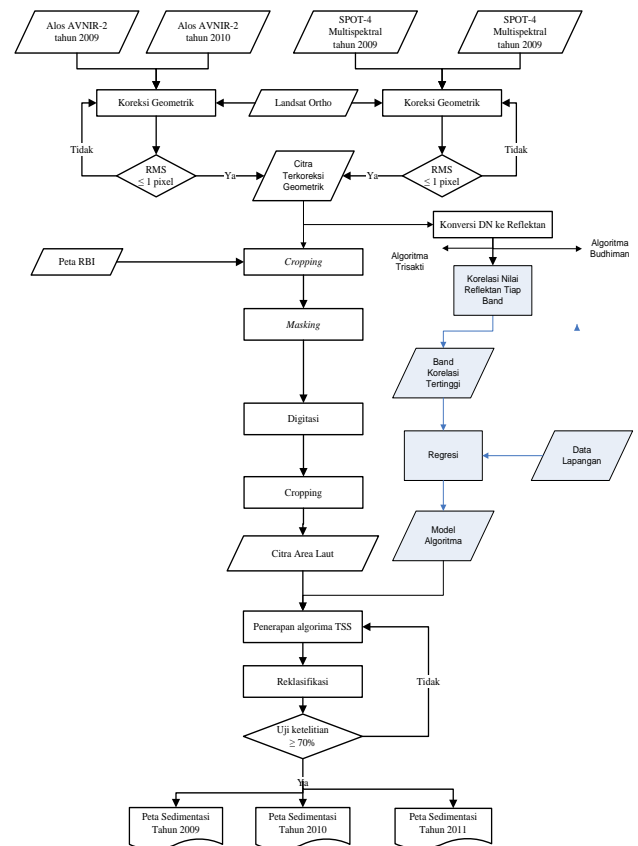 Alos AVNIR-2
tahun 2009
Alos AVNIR-2
tahun 2010
SPOT-4
Multispektral
tahun 2009
SPOT-4
Multispektral
tahun 2009
Koreksi Geometrik
Landsat Ortho
Koreksi Geometrik
Tidak
Tidak
RMS
≤ 1 pixel
Ya
Citra
Terkoreksi
Geometrik
Ya
RMS
≤ 1 pixel
Konversi DN ke Reflektan
Algoritma
Trisakti
Algoritma
Budhiman
Peta RBI
Cropping
Korelasi Nilai
Reflektan Tiap
Band
Masking
Band
Korelasi
Tertinggi
Digitasi
Regresi
Data
Lapangan
Cropping
Model
Algoritma
Citra Area Laut
Penerapan algorima TSS
Reklasifikasi
Tidak
Uji ketelitian
≥ 70%
Ya
Peta Sedimentasi
Tahun 2009
Peta Sedimentasi
Tahun 2010
Peta Sedimentasi
Tahun 2011